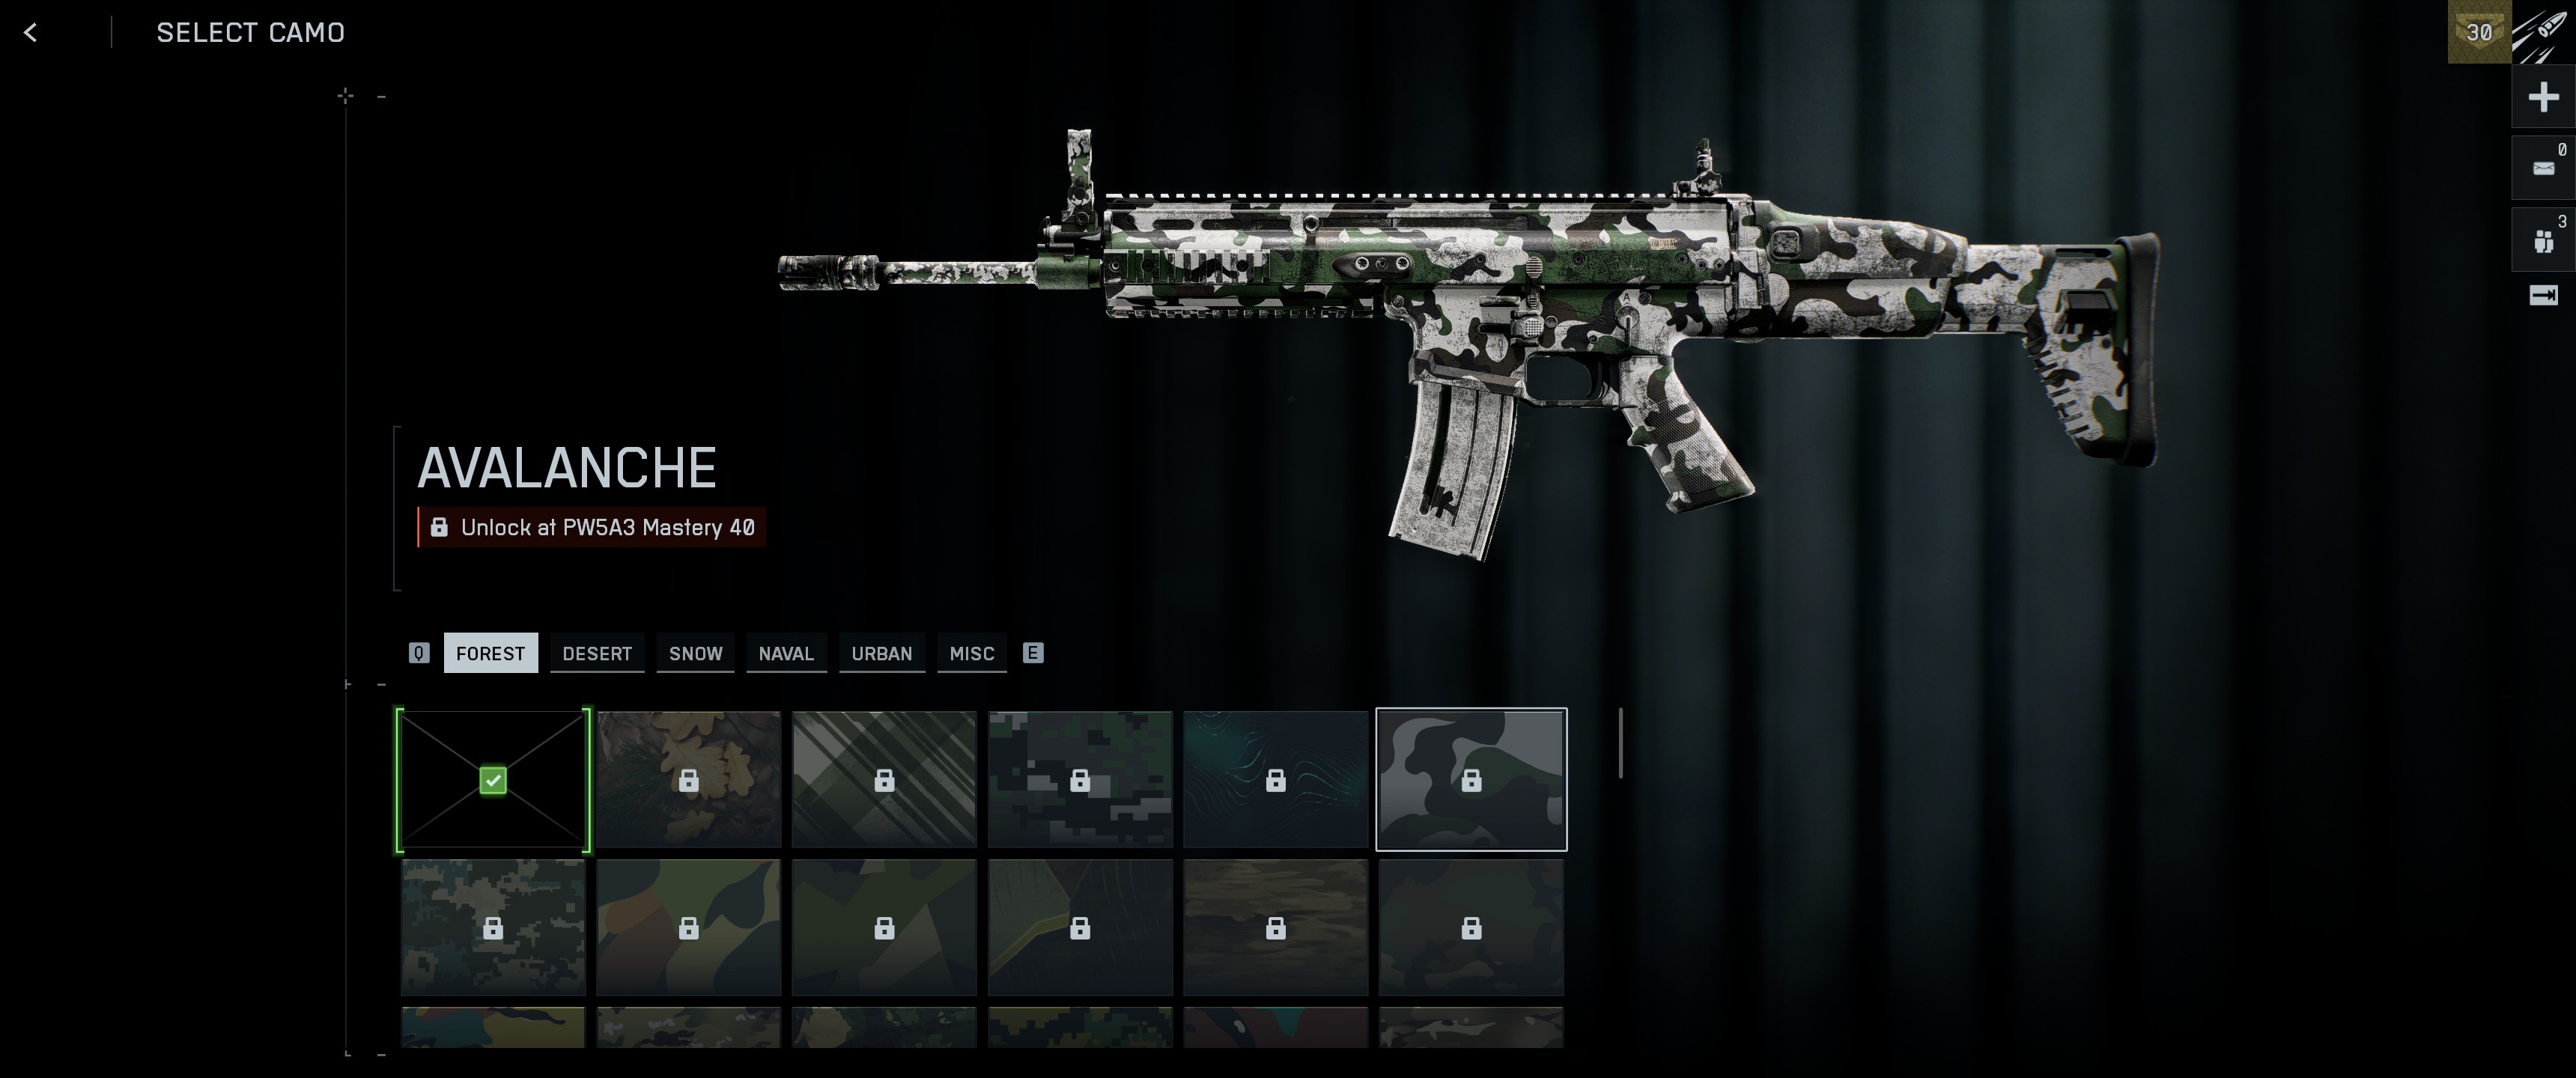 SELECT CAMO
30
0
3
A
AVALANCHE
Unlock at PW5A3 Mastery 40
Q FOREST DESERT SNOW NAVAL URBAN MISC E